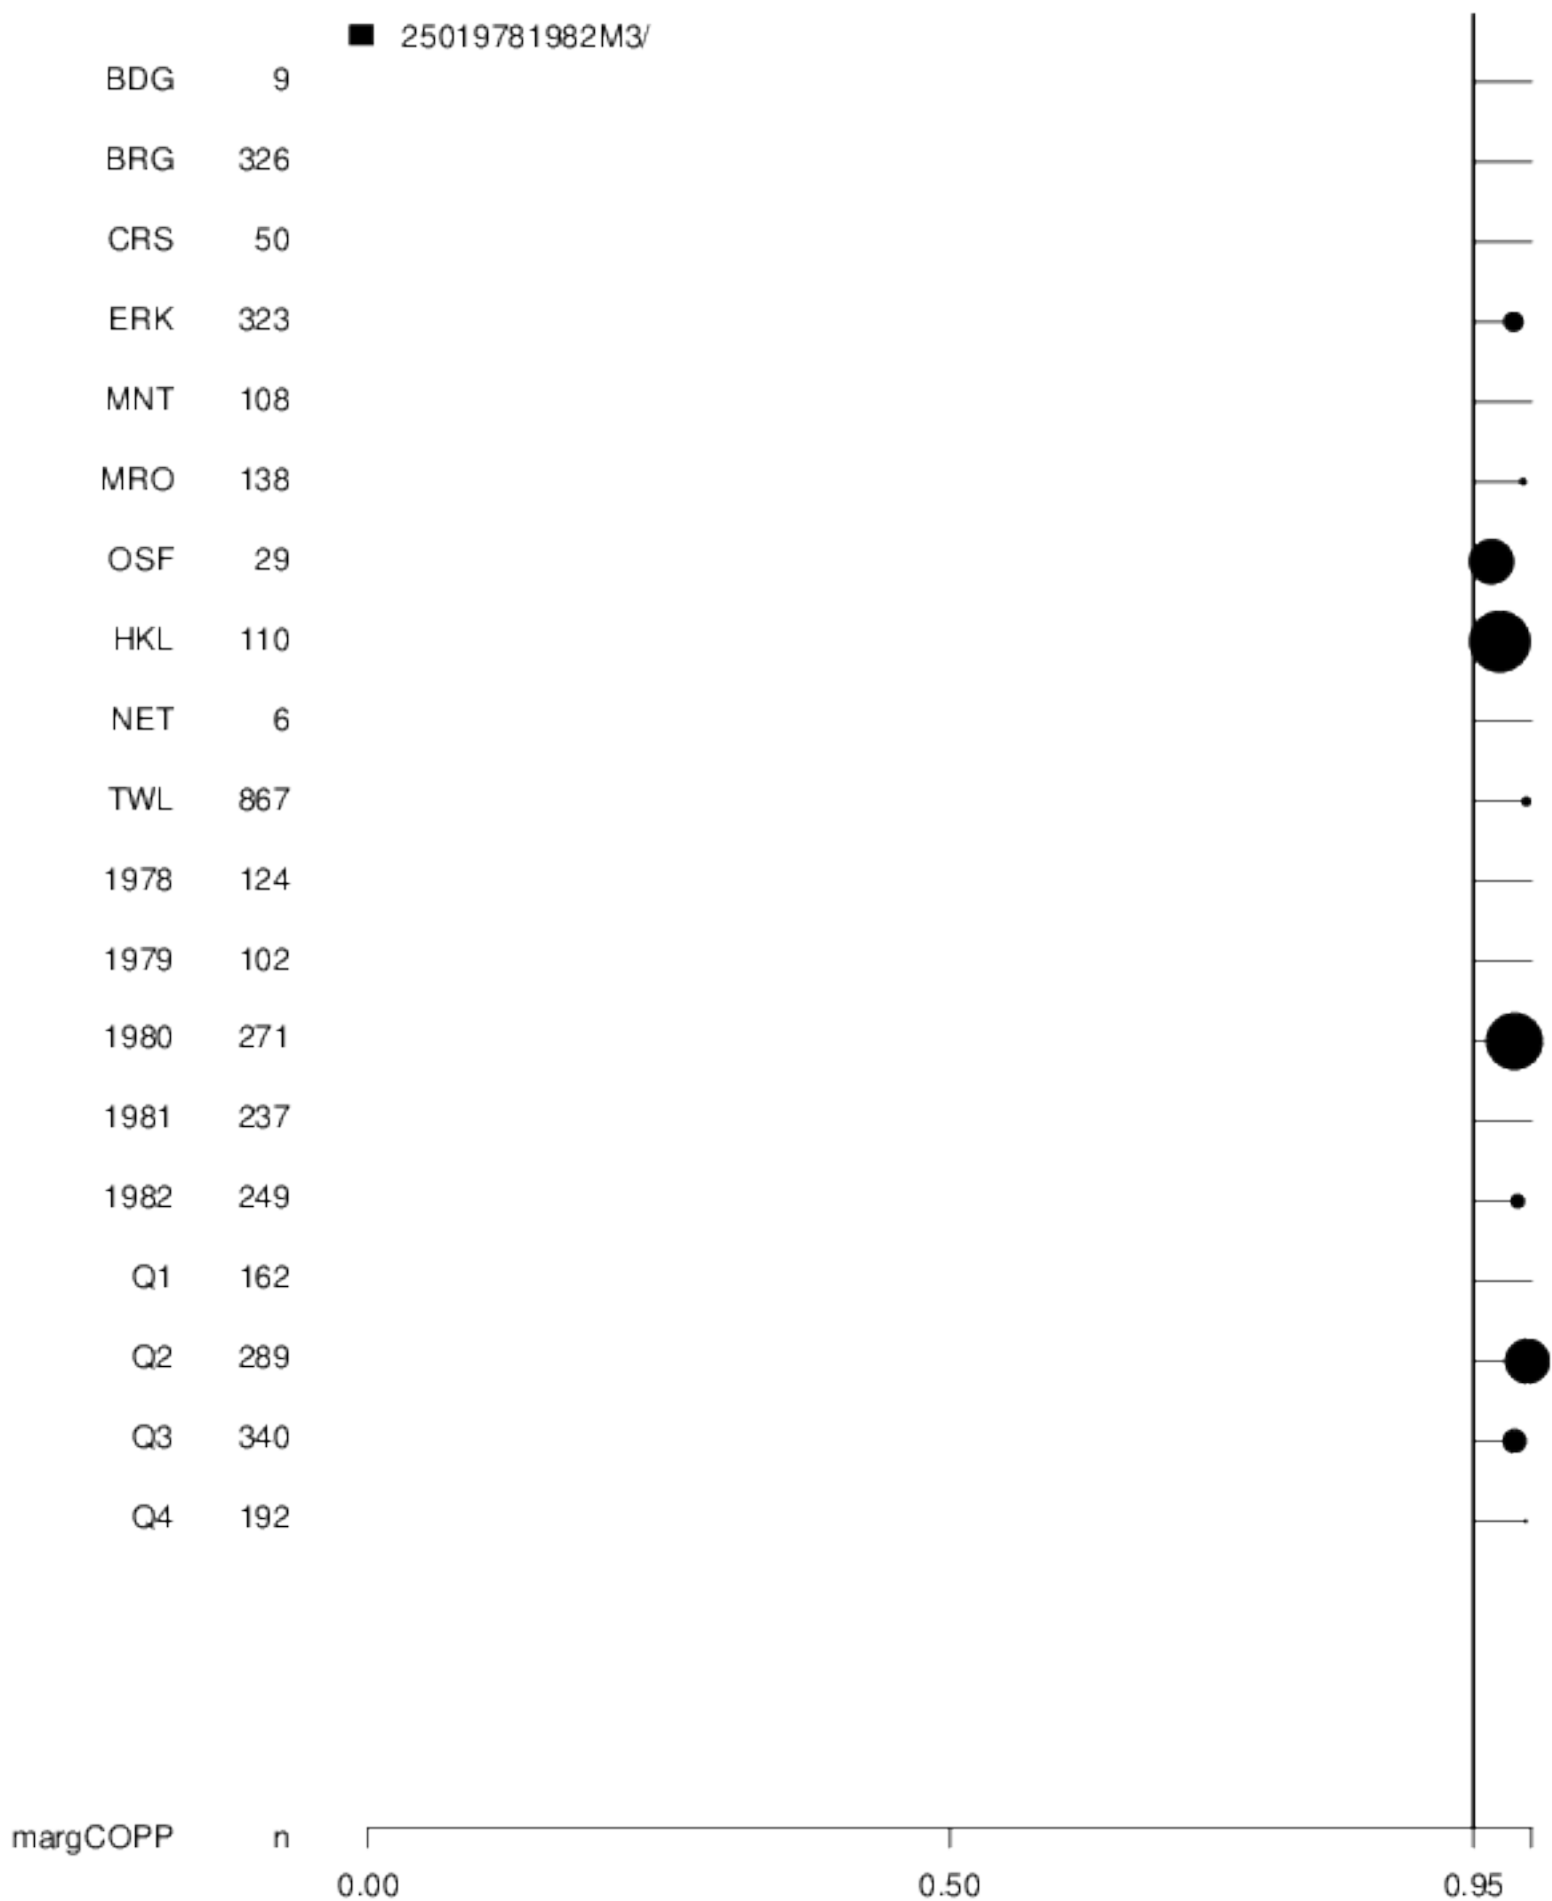 25019781982M3/
BDG 9
BRG 326
CRS 50
ERK 323
MNT 108
MRO 138
OSF 29
HKL 110
NET 6
TWL 867
1978 124
1979 102
1980 271
1981 237
1982 249
Q1 162
Q2 289
Q3 340
Q4 192
margCOPP n
0.00 0.50 0.95